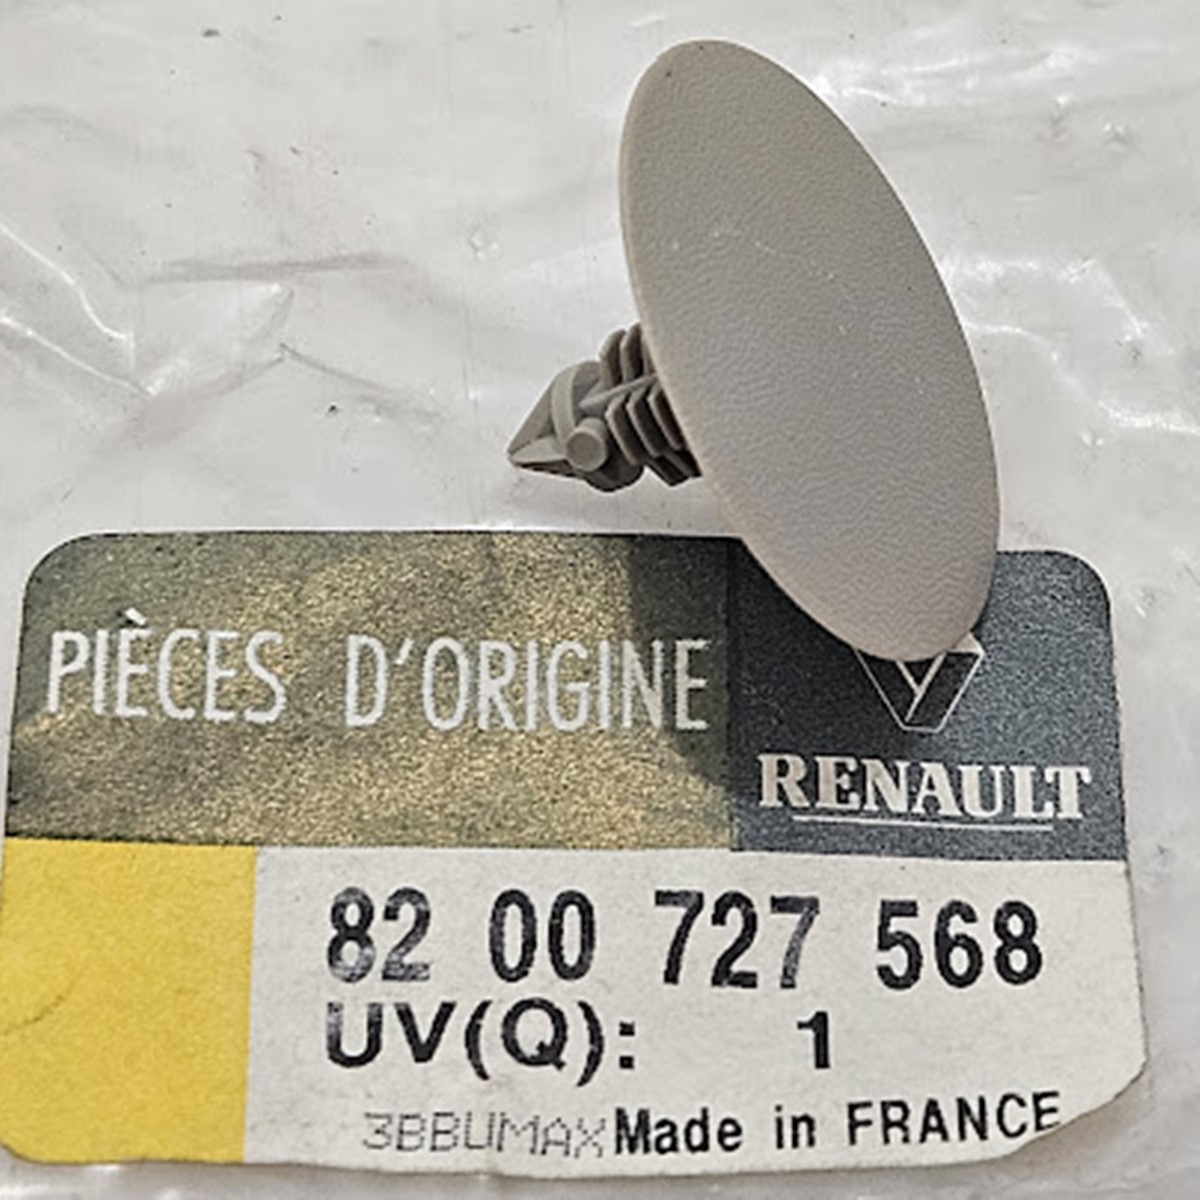 PIÈCES D'ORIGINE
RENAULT
82 00 727 568
UV(Q): 1
3BBUMAX Made in FRANCE